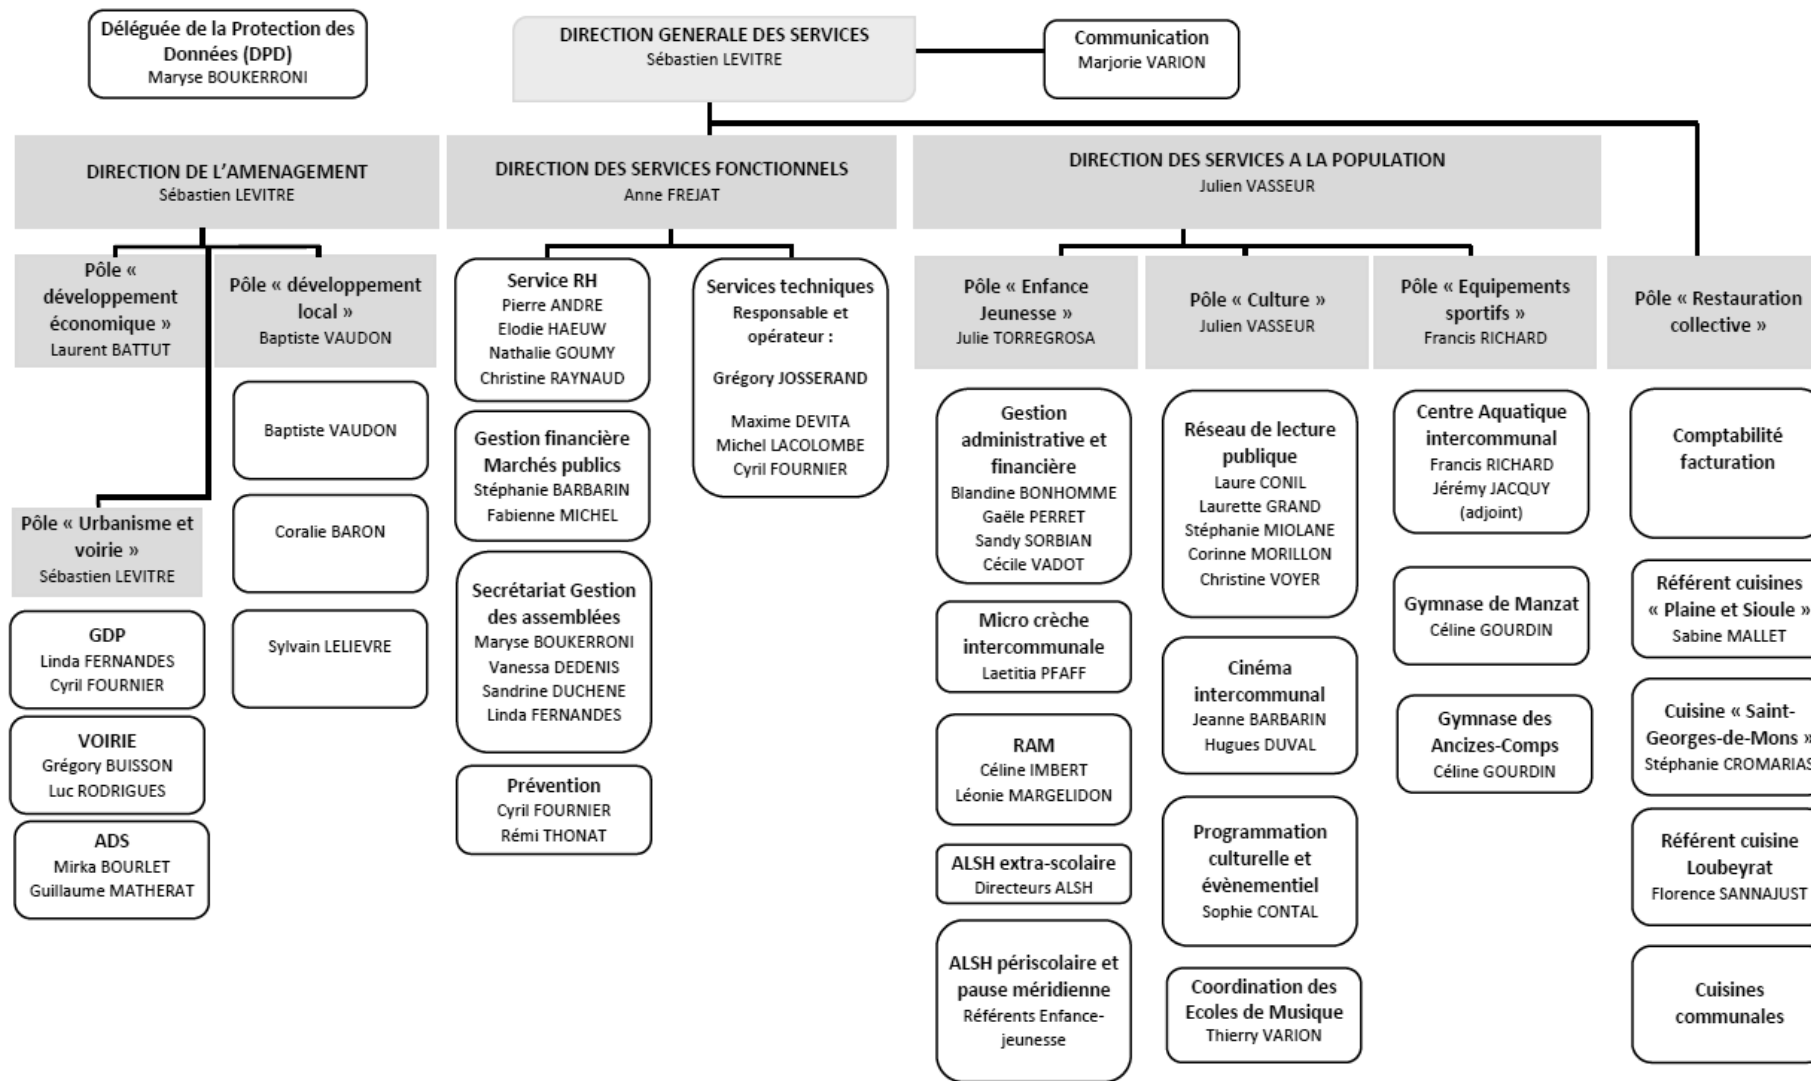 Déléguée de la Protection des
Données (DPD)
Maryse BOUKERRONI
DIRECTION GENERALE DES SERVICES
Sébastien LEVITRE
Communication
Marjorie VARION
DIRECTION DE L'AMENAGEMENT
Sébastien LEVITRE
DIRECTION DES SERVICES FONCTIONNELS
Anne FREJAT
DIRECTION DES SERVICES A LA POPULATION
Julien VASSEUR
Pôle «
développement
économique »
Laurent BATTUT
Pôle « développement
local »
Baptiste VAUDON
Baptiste VAUDON
Coralie BARON
Sylvain LELIEVRE
Pôle « Urbanisme et
voirie »
Sébastien LEVITRE
GDP
Linda FERNANDES
Cyril FOURNIER
VOIRIE
Grégory BUISSON
Luc RODRIGUES
ADS
Mirka BOURLET
Guillaume MATHERAT
Service RH
Pierre ANDRE
Elodie HAEUW
Nathalie GOUMY
Christine RAYNAUD
Gestion financière
Marchés publics
Stéphanie BARBARIN
Fabienne MICHEL
Secrétariat Gestion
des assemblées
Maryse BOUKERRONI
Vanessa DEDENIS
Sandrine DUCHENE
Linda FERNANDES
Prévention
Cyril FOURNIER
Rémi THONAT
Services techniques
Responsable et
opérateur :
Grégory JOSSERAND
Maxime DEVITA
Michel LACOLOMBE
Cyril FOURNIER
Pôle « Enfance
Jeunesse »
Julie TORREGROSA
Gestion
administrative et
financière
Blandine BONHOMME
Gaële PERRET
Sandy SORBIAN
Cécile VADOT
Micro crèche
intercommunale
Laetitia PFAFF
RAM
Céline IMBERT
Léonie MARGELIDON
ALSH extra-scolaire
Directeurs ALSH
ALSH périscolaire et
pause méridienne
Référents Enfance-
jeunesse
Pôle « Culture »
Julien VASSEUR
Réseau de lecture
publique
Laure CONIL
Laurette GRAND
Stéphanie MIOLANE
Corinne MORILLON
Christine VOYER
Cinéma
intercommunal
Jeanne BARBARIN
Hugues DUVAL
Programmation
culturelle et
évènementiel
Sophie CONTAL
Coordination des
Ecoles de Musique
Thierry VARION
Pôle « Equipements
sportifs »
Francis RICHARD
Centre Aquatique
intercommunal
Francis RICHARD
Jérémy JACQUY
(adjoint)
Gymnase de Manzat
Céline GOURDIN
Gymnase des
Ancizes-Comps
Céline GOURDIN
Pôle « Restauration
collective »
Comptabilité
facturation
Référent cuisines
« Plaine et Sioule »
Sabine MALLET
Cuisine « Saint-
Georges-de-Mons »
Stéphanie CROMARIAS
Référent cuisine
Loubeyrat
Florence SANNAJUST
Cuisines
communales